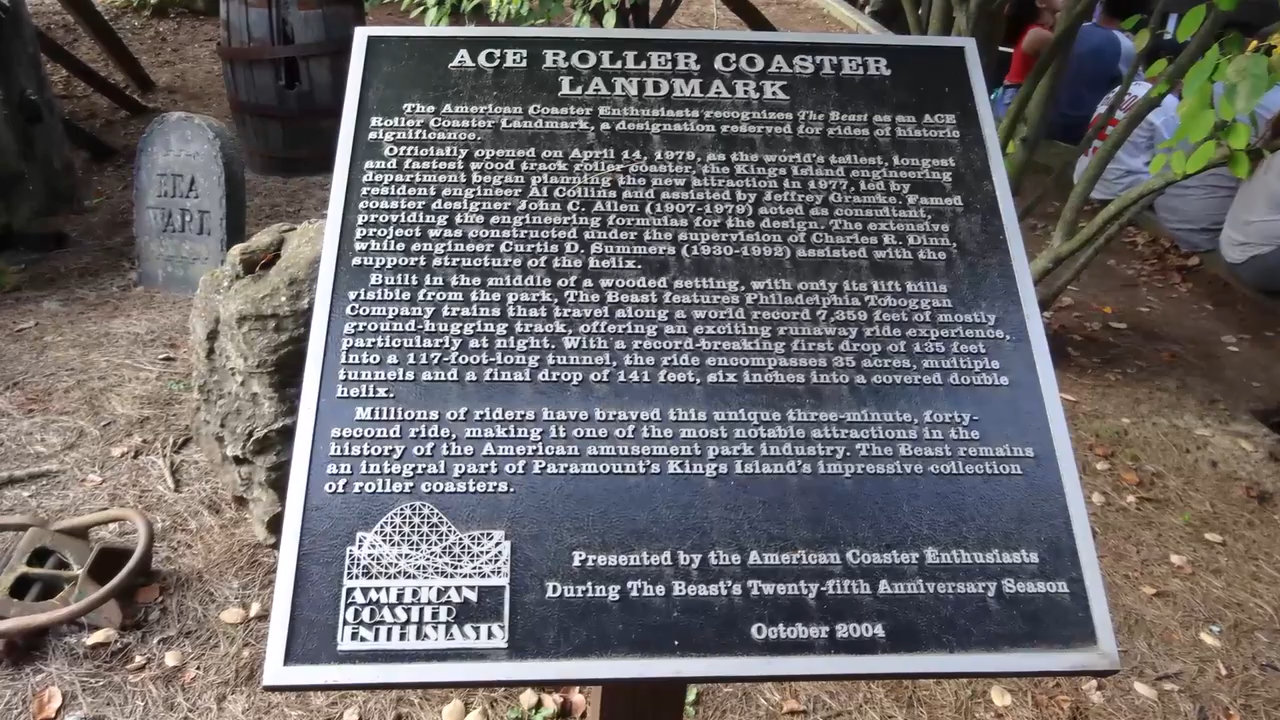 ACE ROLLER COASTER
LANDMARK
The American Coaster Enthusiasts recognizes The Beast as an ACE
Roller Coaster Landmark, a designation reserved for rides of historic
significance.
Officially opened on April 14, 1979, as the world's tallest, longest
and fastest wood track roller coaster, the Kings Island engineering
department began planning the new attraction in 1977, led by
resident engineer Al Collins and assisted by Jeffrey Gramke. Famed
coaster designer John C. Allen (1907-1979) acted as consultant,
providing the engineering formulas for the design. The extensive
project was constructed under the supervision of Charles R. Dinn,
while engineer Curtis D. Summers (1930-1992) assisted with the
support structure of the helix.
Built in the middle of a wooded setting, with only its lift hills
visible from the park, The Beast features Philadelphia Toboggan
Company trains that travel along a world record 7,359 feet of mostly
ground-hugging track, offering an exciting runaway ride experience,
particularly at night. With a record-breaking first drop of 135 feet
into a 117-foot-long tunnel, the ride encompasses 35 acres, multiple
tunnels and a final drop of 141 feet, six inches into a covered double
helix.
Millions of riders have braved this unique three-minute, forty-
second ride, making it one of the most notable attractions in the
history of the American amusement park industry. The Beast remains
an integral part of Paramount's Kings Island's impressive collection
of roller coasters.
AMERICAN
COASTER
ENTHUSIASTS
Presented by the American Coaster Enthusiasts
During The Beast's Twenty-fifth Anniversary Season
October 2004